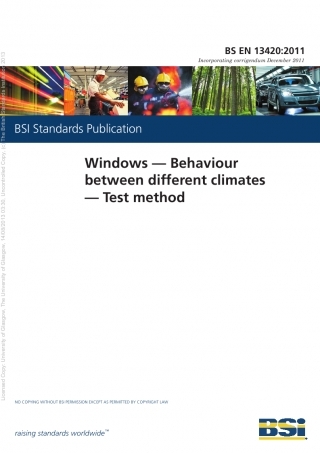 BS EN 13420:2011
Incorporating corrigendum December 2011
BSI Standards Publication
Windows — Behaviour
between different climates
— Test method
NO COPYING WITHOUT BSI PERMISSION EXCEPT AS PERMITTED BY COPYRIGHT LAW
raising standards worldwide™
BSi